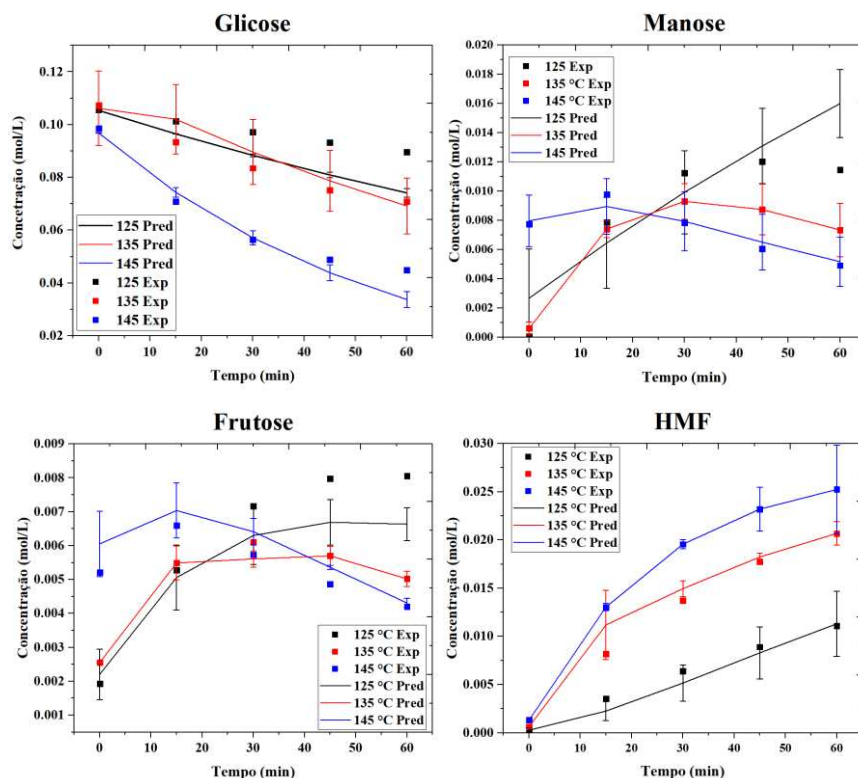 Glicose
0.12
0.10
0.08
0.06
0.04
0.02
Concetração (mol/L)
125 Pred
135 Pred
145 Pred
125 Exp
135 Exp
145 Exp
0 10 20 30 40 50 60
Tempo (min)
Manose
0.020
0.018
0.016
0.014
0.012
0.010
0.008
0.006
0.004
0.002
0.000
Concentração (mol/L)
125 Exp
135 °C Exp
145 °C Exp
125 Pred
135 Pred
145 Pred
0 10 20 30 40 50 60
Tempo (min)
Frutose
0.009
0.008
0.007
0.006
0.005
0.004
0.003
0.002
0.001
Concentração (mol/L)
125 °C Exp
135 °C Exp
145 °C Exp
125 °C Pred
135 °C Pred
145 °C Pred
0 10 20 30 40 50 60
Tempo (min)
HMF
0.030
0.025
0.020
0.015
0.010
0.005
0.000
Concentração (mol/L)
125 °C Exp
135 °C Exp
145 °C Exp
125 °C Pred
135 °C Pred
145 °C Pred
0 10 20 30 40 50 60
Tempo (min)